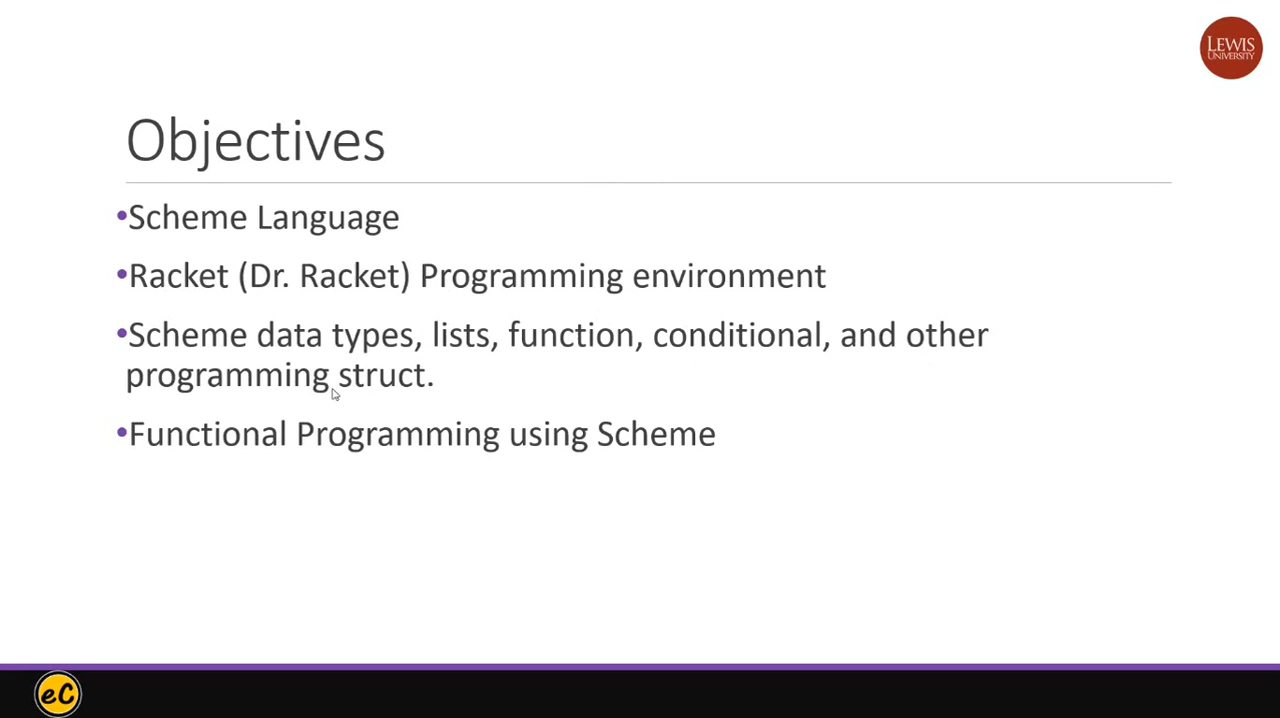 LEWIS
UNIVERSITY
Objectives
•Scheme Language
•Racket (Dr. Racket) Programming environment
•Scheme data types, lists, function, conditional, and other
programming struct.
•Functional Programming using Scheme
eC